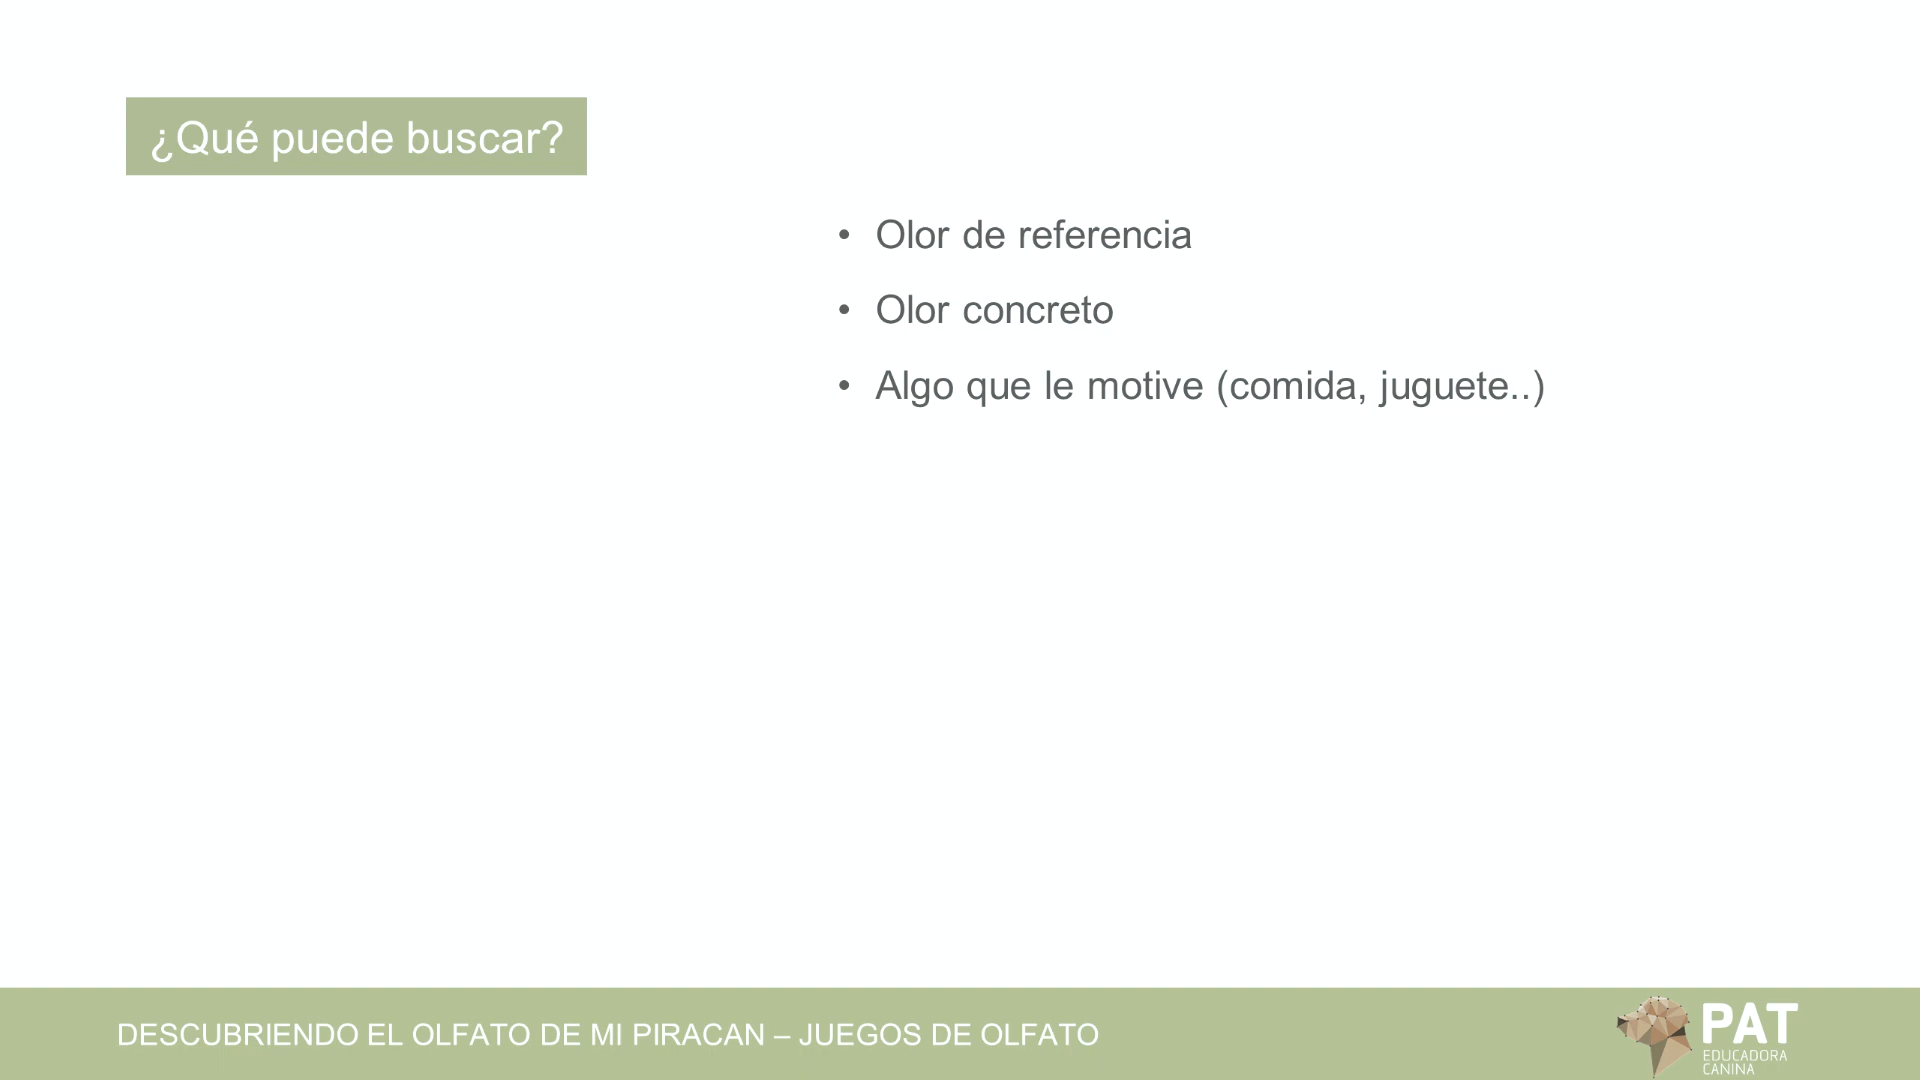 ¿Qué puede buscar?
• Olor de referencia
• Olor concreto
• Algo que le motive (comida, juguete..)
DESCUBRIENDO EL OLFATO DE MI PIRACAN – JUEGOS DE OLFATO
PAT
EDUCADORA
CANINA